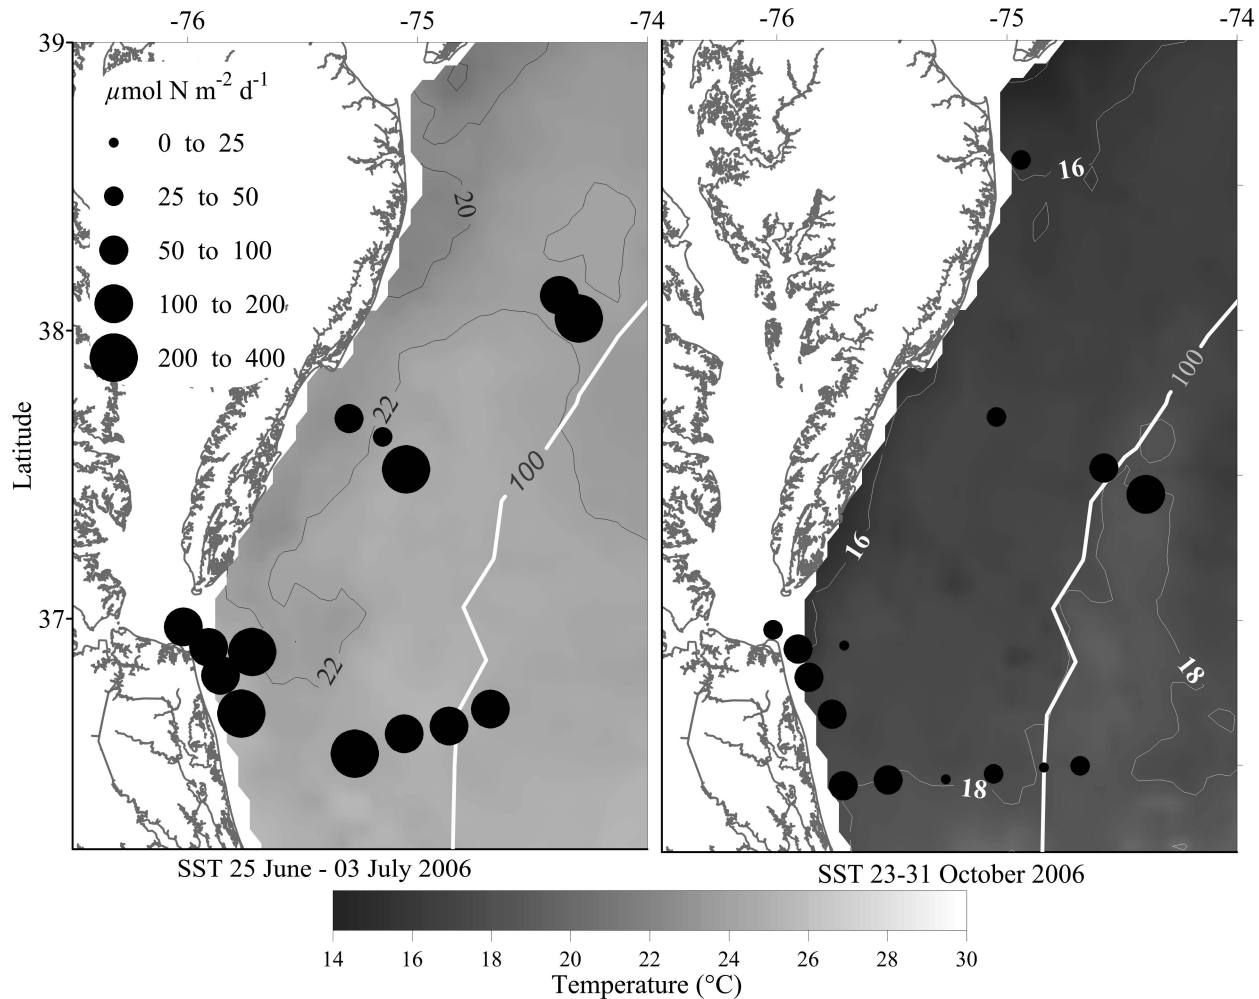 -76 -75 -74 -76 -75 -74
39
µmol N m-2 d-1
0 to 25
25 to 50
50 to 100
100 to 200
200 to 400
20
16
38
22
100
100
Latitude
16
37
22
18
18
SST 25 June - 03 July 2006
SST 23-31 October 2006
14 16 18 20 22 24 26 28 30
Temperature (°C)